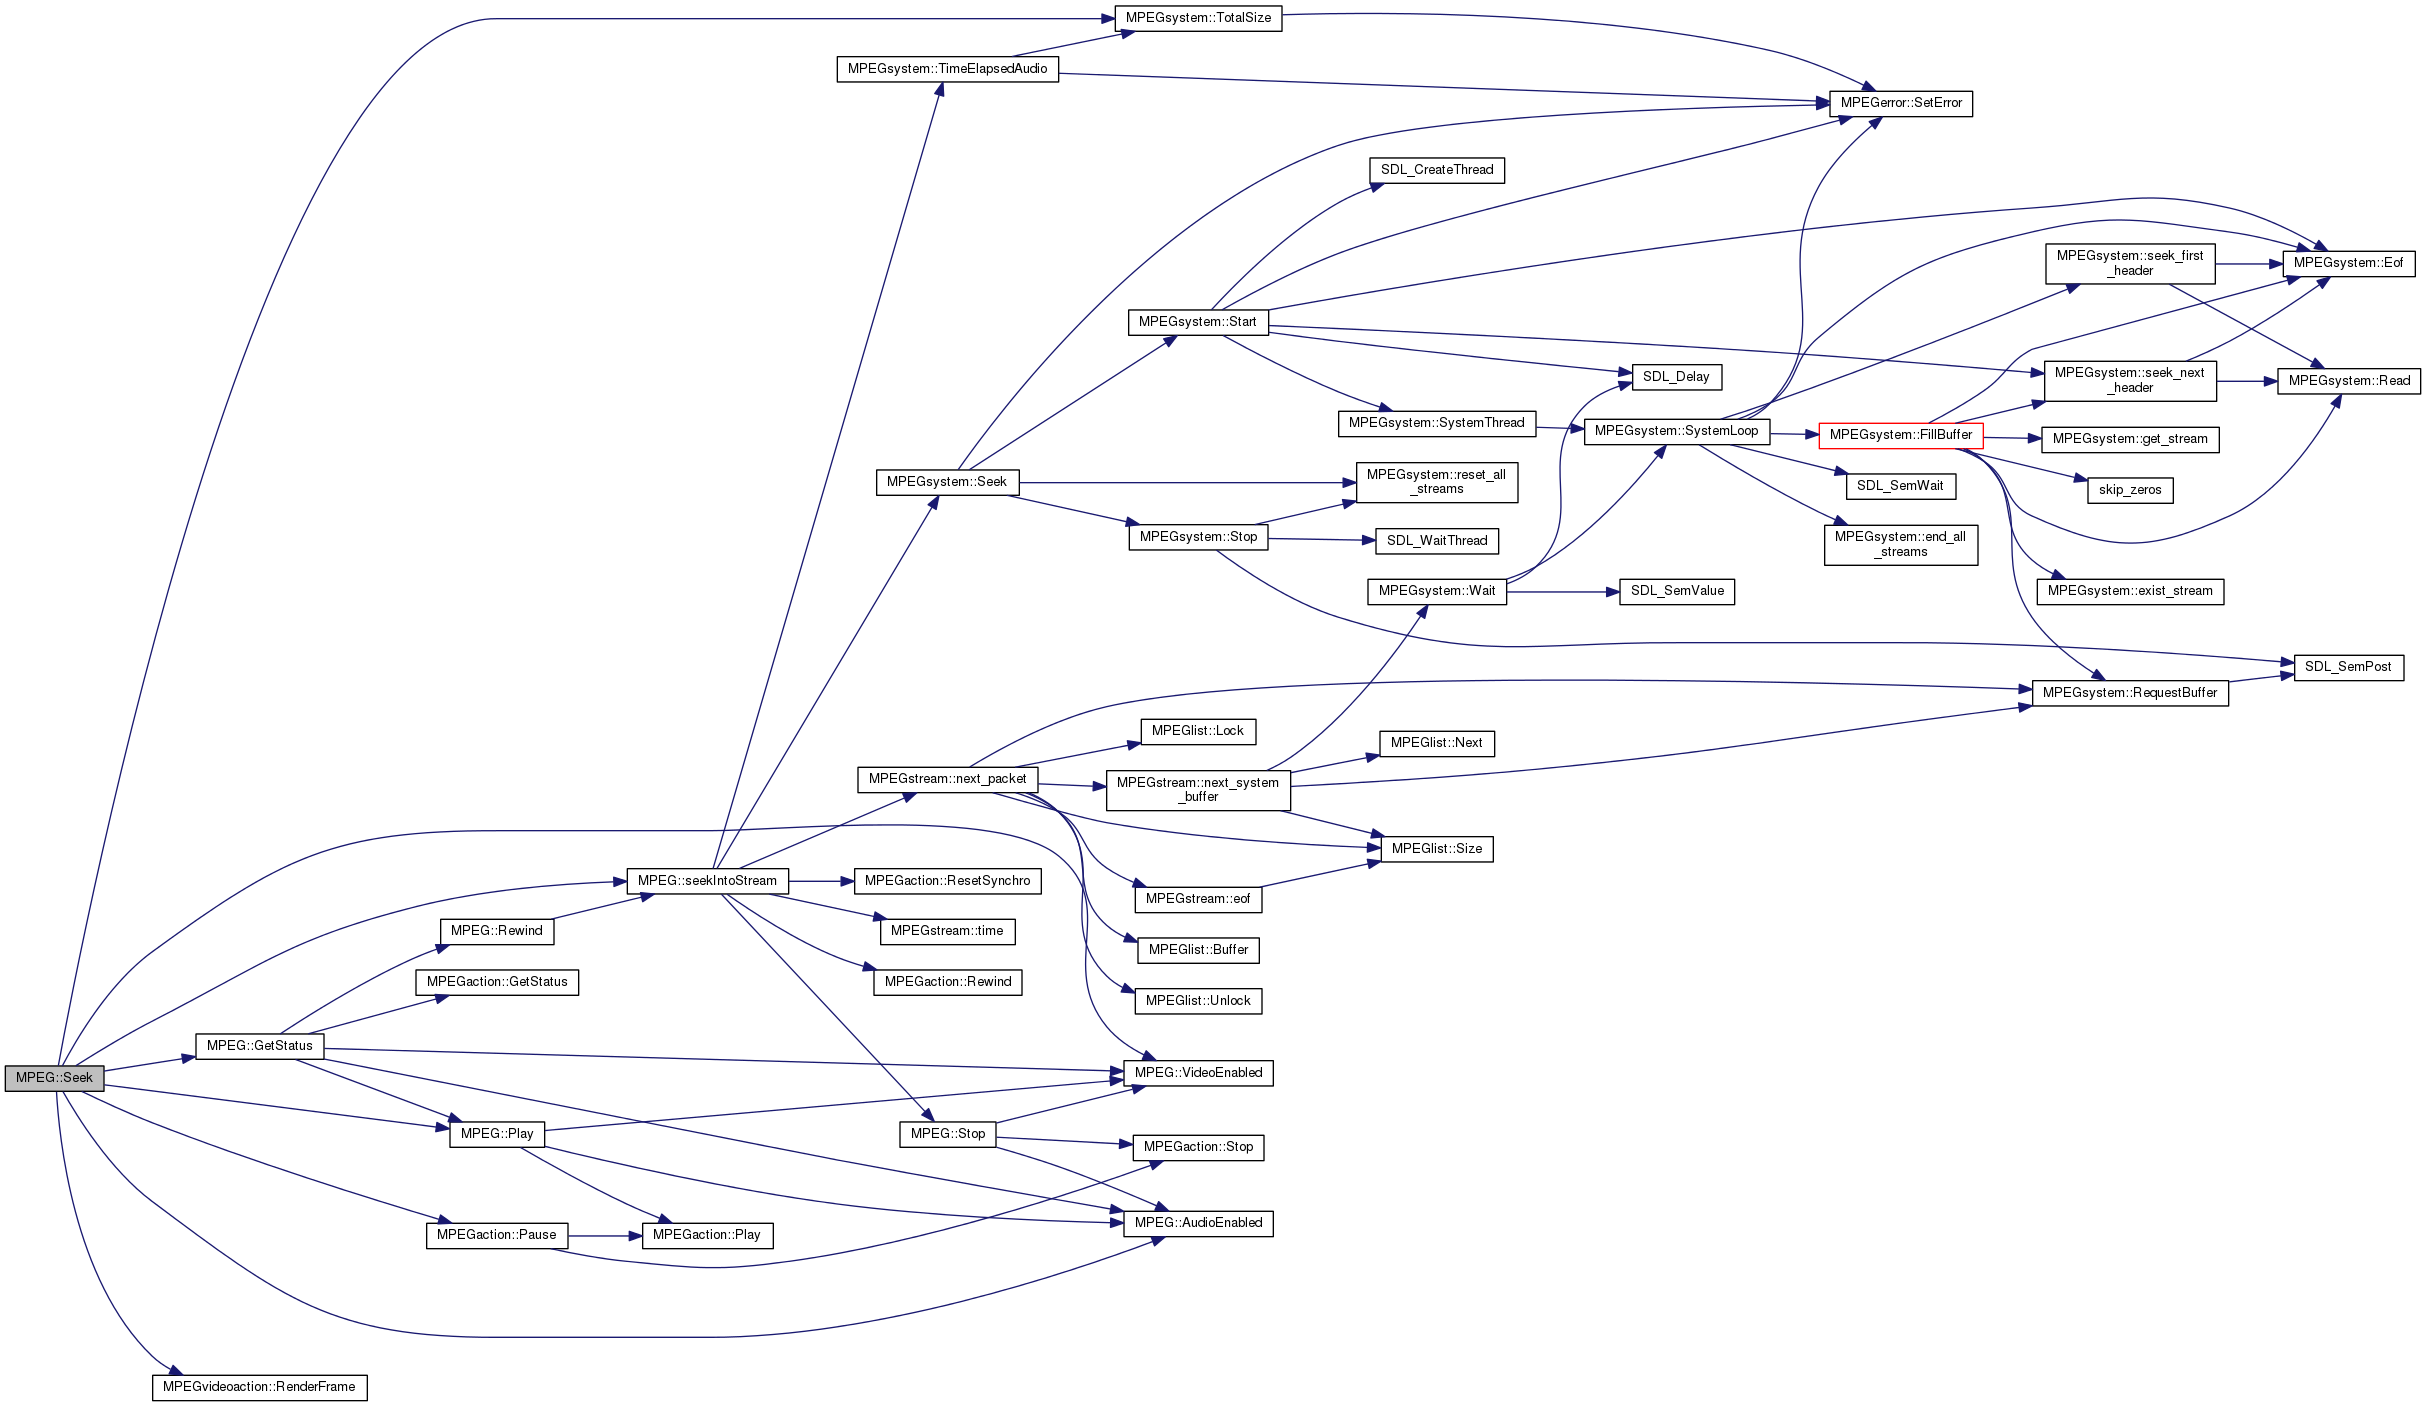 MPEGsystem::TotalSize
MPEGsystem::TimeElapsedAudio
MPEGerror::SetError
SDL_CreateThread
MPEGsystem::seek_first
_header
MPEGsystem::Eof
MPEGsystem::Start
SDL_Delay
MPEGsystem::seek_next
_header
MPEGsystem::Read
MPEGsystem::SystemThread
MPEGsystem::SystemLoop
MPEGsystem::FillBuffer
MPEGsystem::get_stream
MPEGsystem::Seek
MPEGsystem::reset_all
_streams
SDL_SemWait
skip_zeros
MPEGsystem::Stop
SDL_WaitThread
MPEGsystem::end_all
_streams
MPEGsystem::Wait
SDL_SemValue
MPEGsystem::exist_stream
SDL_SemPost
MPEGsystem::RequestBuffer
MPEGlist::Lock
MPEGlist::Next
MPEGstream::next_packet
MPEGstream::next_system
_buffer
MPEGlist::Size
MPEG::seekIntoStream
MPEGaction::ResetSynchro
MPEGstream::eof
MPEG::Rewind
MPEGstream::time
MPEGlist::Buffer
MPEGaction::GetStatus
MPEGaction::Rewind
MPEGlist::Unlock
MPEG::GetStatus
MPEG::Seek
MPEG::VideoEnabled
MPEG::Play
MPEG::Stop
MPEGaction::Stop
MPEG::AudioEnabled
MPEGaction::Pause
MPEGaction::Play
MPEGvideoaction::RenderFrame